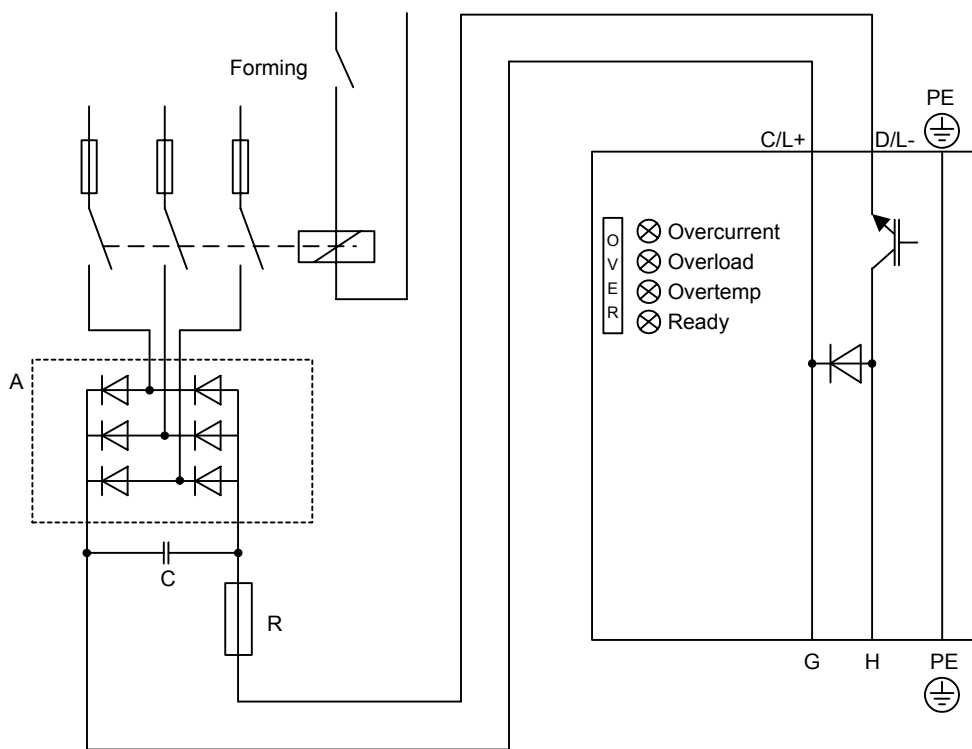 Forming
PE
C/L+ D/L-
O
V
E
R
Overcurrent
Overload
Overtemp
Ready
A
C
R
G H PE